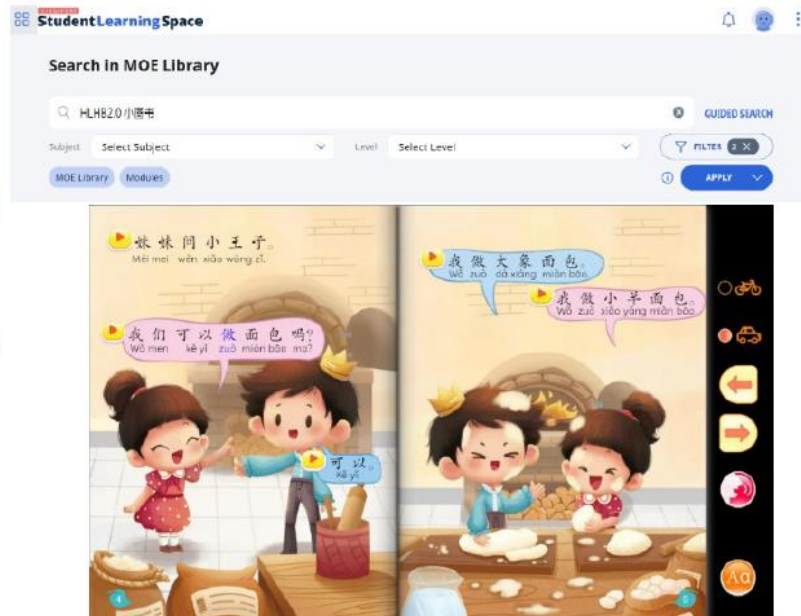 Student Learning Space
Search in MOE Library
HLHB2.0 小图书
GUIDED SEARCH
Subject Select Subject Level Select Level FILTER 2
MOE Library Modules APPLY
妹妹问小王子。
Mèi mei wèn xiǎo wáng zǐ.
我们可以做面包吗?
Wǒ men kě yǐ zuò miàn bāo ma?
可以。
kě yǐ
4
我做大象面包。
Wǒ zuò dà xiàng miàn bāo.
我做小羊面包。
Wǒ zuò xiǎo yáng miàn bāo.
5
Aa